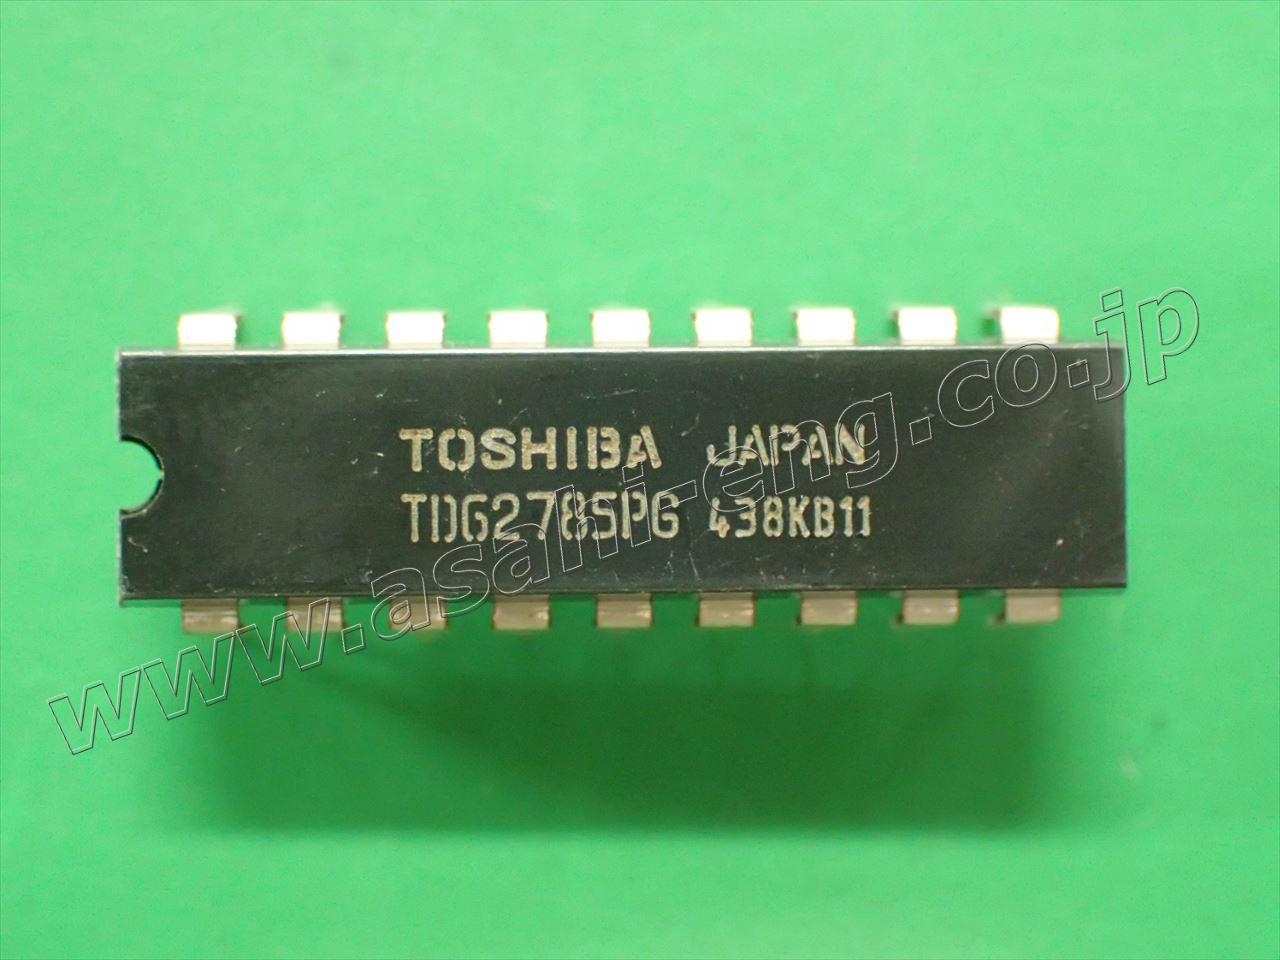 TOSHIBA JAPAN
TDG2785PG 438KB11
www.asahi-eng.co.jp